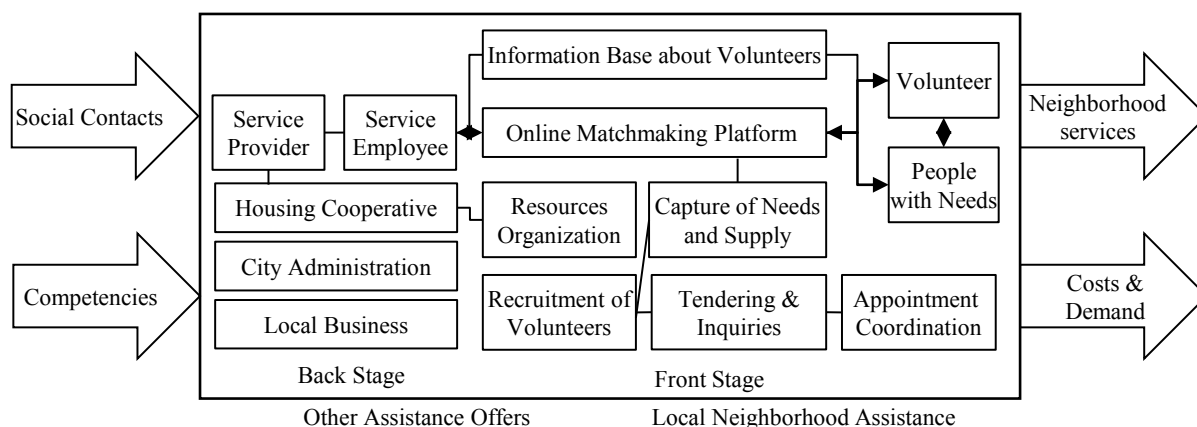 Information Base about Volunteers
Volunteer
Social Contacts
Service
Provider
Service
Employee
Online Matchmaking Platform
Neighborhood
services
People
with Needs
Housing Cooperative
Resources
Organization
Capture of Needs
and Supply
City Administration
Competencies
Recruitment of
Volunteers
Tendering &
Inquiries
Appointment
Coordination
Costs &
Demand
Local Business
Back Stage
Front Stage
Other Assistance Offers
Local Neighborhood Assistance